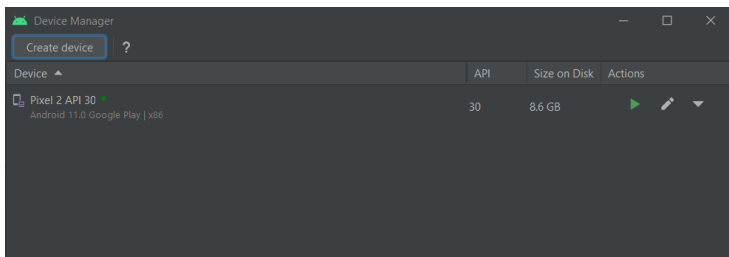 Device Manager
Create device ?
Device API Size on Disk Actions
Pixel 2 API 30 30 8.6 GB
Android 11.0 Google Play | x86